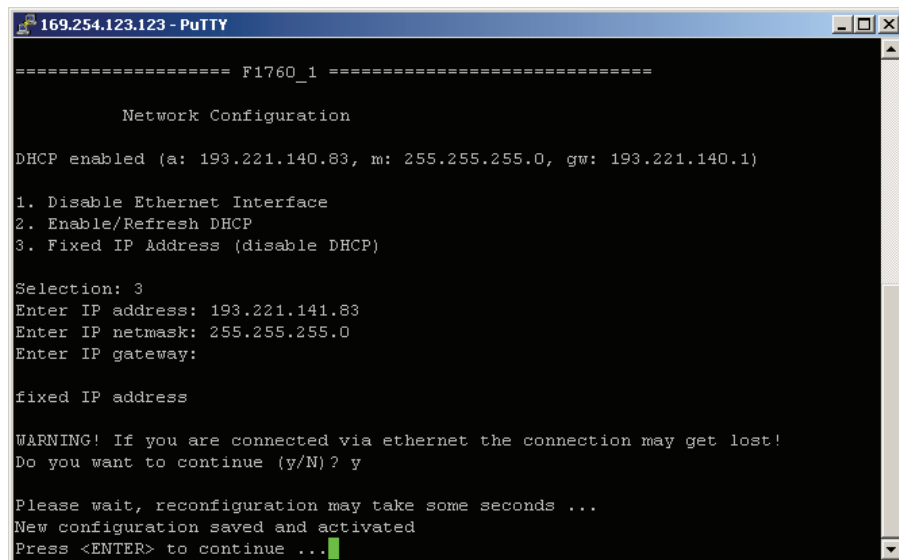 169.254.123.123 - PuTTY
==================== F1760_1 ==============================
Network Configuration
DHCP enabled (a: 193.221.140.83, m: 255.255.255.0, gw: 193.221.140.1)
1. Disable Ethernet Interface
2. Enable/Refresh DHCP
3. Fixed IP Address (disable DHCP)
Selection: 3
Enter IP address: 193.221.141.83
Enter IP netmask: 255.255.255.0
Enter IP gateway:
fixed IP address
WARNING! If you are connected via ethernet the connection may get lost!
Do you want to continue (y/N)? y
Please wait, reconfiguration may take some seconds ...
New configuration saved and activated
Press <ENTER> to continue ...